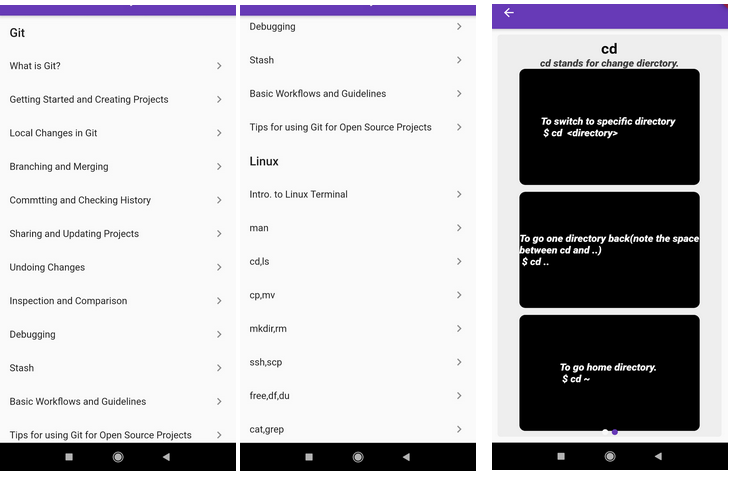 Git
What is Git?
Getting Started and Creating Projects
Local Changes in Git
Branching and Merging
Commtting and Checking History
Sharing and Updating Projects
Undoing Changes
Inspection and Comparison
Debugging
Stash
Basic Workflows and Guidelines
Tips for using Git for Open Source Projects
Debugging
Stash
Basic Workflows and Guidelines
Tips for using Git for Open Source Projects
Linux
Intro. to Linux Terminal
man
cd,ls
cp,mv
mkdir,rm
ssh,scp
free,df,du
cat,grep
cd
cd stands for change dierctory.
To switch to specific directory
$ cd <directory>
To go one directory back(note the space
between cd and ..)
$ cd ..
To go home directory.
$ cd ~